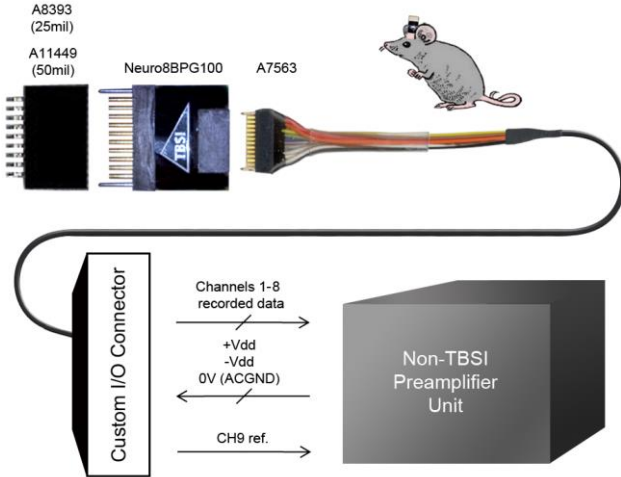 A8393
(25mil)
A11449
(50mil)
Neuro8BPG100
A7563
TBSI
Custom I/O Connector
Channels 1-8
recorded data
+Vdd
-Vdd
0V (ACGND)
CH9 ref.
Non-TBSI
Preamplifier
Unit